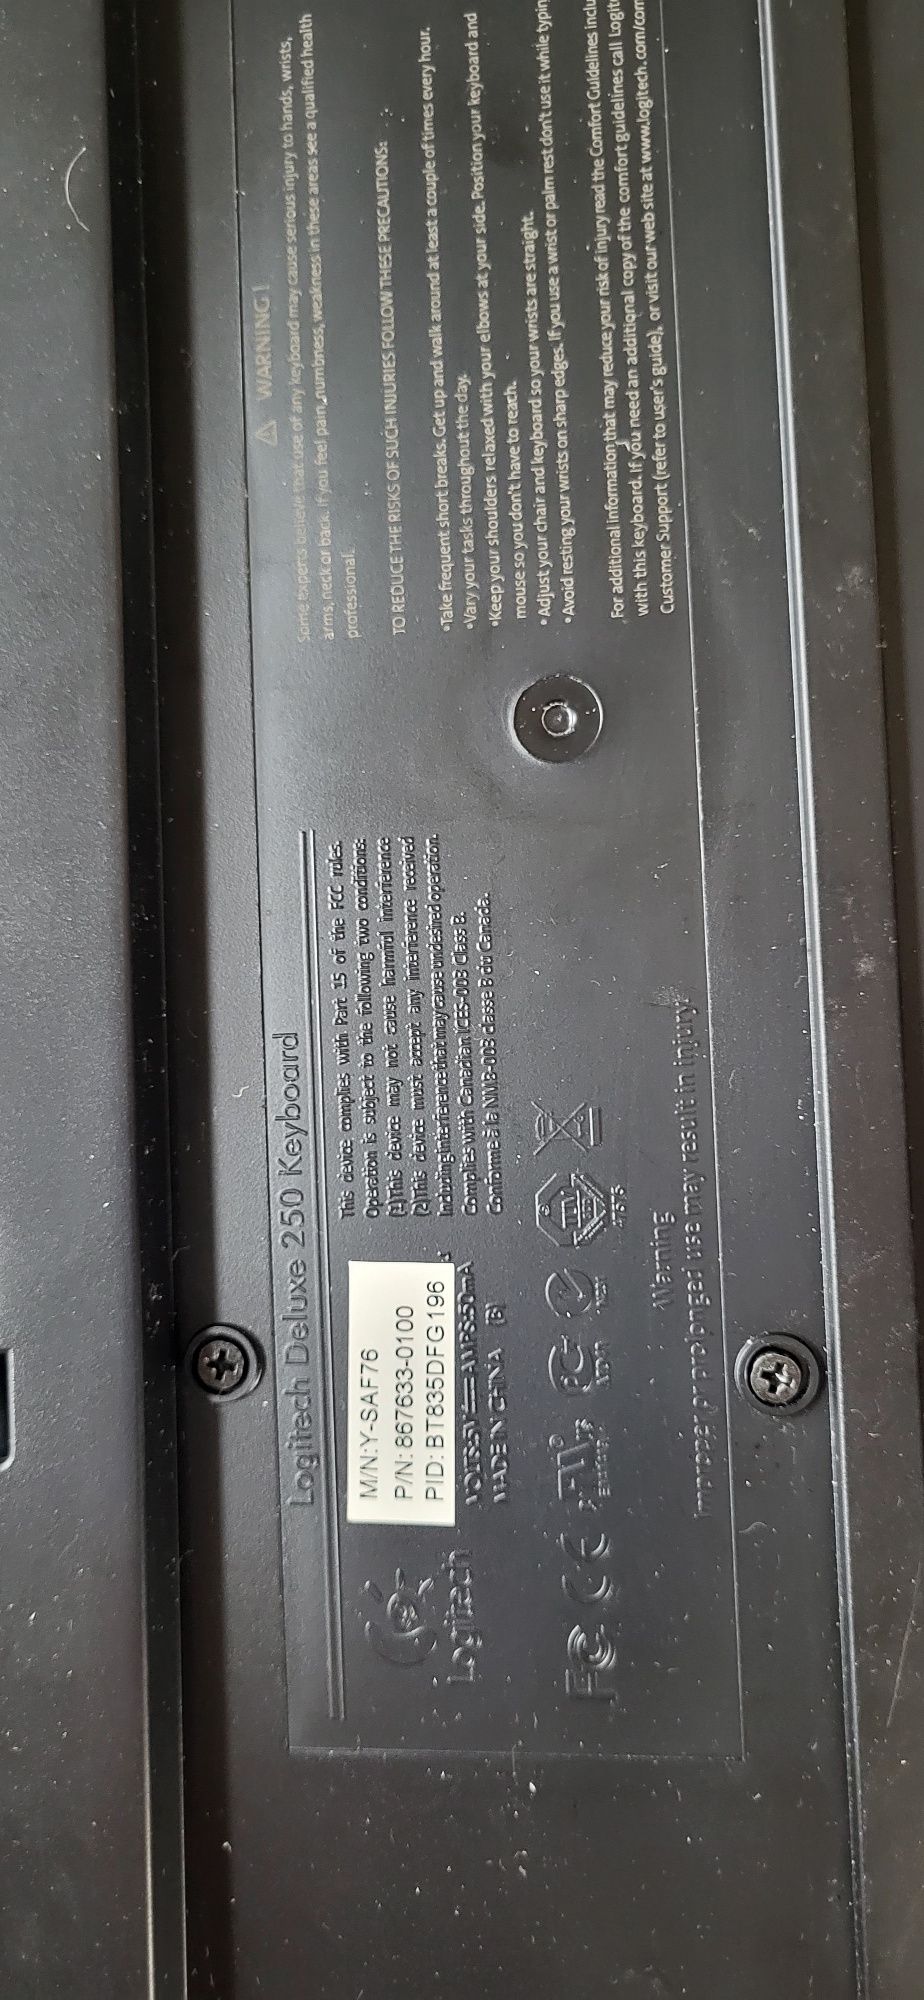 Logitech Deluxe 250 Keyboard
M/N:Y-SAF76
P/N: 867633-0100
PID: BT835DFG196
Logitech
MADE IN CHINA (B)
This device complies with Part 15 of the FCC rules.
Operation is subject to the following two conditions:
(1)This device may not cause harmful interference
(2)This device must accept any interference received
Including interference that may cause undesired operation.
Complies with Canadian ICES-003 Class B.
Conforme à la NMB-003 classe B du Canada.
FC CE
Warning
Improper or prolonged use may result in injury.
WARNING!
Some experts believe that use of any keyboard may cause serious injury to hands, wrists,
arms, neck or back. If you feel pain, numbness, weakness in these areas see a qualified health
professional.
TO REDUCE THE RISKS OF SUCH INJURIES FOLLOW THESE PRECAUTIONS:
•Take frequent short breaks. Get up and walk around at least a couple of times every hour.
•Vary your tasks throughout the day.
•Keep your shoulders relaxed with your elbows at your side. Position your keyboard and
mouse so you don't have to reach.
•Adjust your chair and keyboard so your wrists are straight.
•Avoid resting your wrists on sharp edges. If you use a wrist or palm rest don't use it while typin
For additional information that may reduce your risk of injury read the Comfort Guidelines inclu
with this keyboard. If you need an additional copy of the comfort guidelines call Logite
Customer Support (refer to user's guide), or visit our web site at www.logitech.com/com